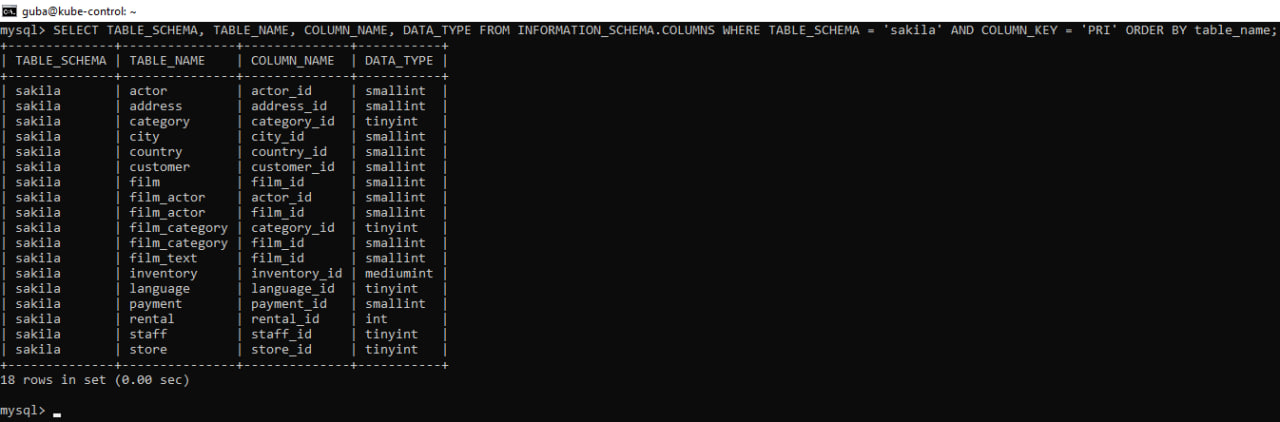 guba@kube-control: ~
mysql> SELECT TABLE_SCHEMA, TABLE_NAME, COLUMN_NAME, DATA_TYPE FROM INFORMATION_SCHEMA.COLUMNS WHERE TABLE_SCHEMA = 'sakila' AND COLUMN_KEY = 'PRI' ORDER BY table_name;
+--------------+---------------+--------------+-----------+
| TABLE_SCHEMA | TABLE_NAME    | COLUMN_NAME  | DATA_TYPE |
+--------------+---------------+--------------+-----------+
| sakila       | actor         | actor_id     | smallint  |
| sakila       | address       | address_id   | smallint  |
| sakila       | category      | category_id  | tinyint   |
| sakila       | city          | city_id      | smallint  |
| sakila       | country       | country_id   | smallint  |
| sakila       | customer      | customer_id  | smallint  |
| sakila       | film          | film_id      | smallint  |
| sakila       | film_actor    | actor_id     | smallint  |
| sakila       | film_actor    | film_id      | smallint  |
| sakila       | film_category | category_id  | tinyint   |
| sakila       | film_category | film_id      | smallint  |
| sakila       | film_text     | film_id      | smallint  |
| sakila       | inventory     | inventory_id | mediumint |
| sakila       | language      | language_id  | tinyint   |
| sakila       | payment       | payment_id   | smallint  |
| sakila       | rental        | rental_id    | int       |
| sakila       | staff         | staff_id     | tinyint   |
| sakila       | store         | store_id     | tinyint   |
+--------------+---------------+--------------+-----------+
18 rows in set (0.00 sec)
mysql>